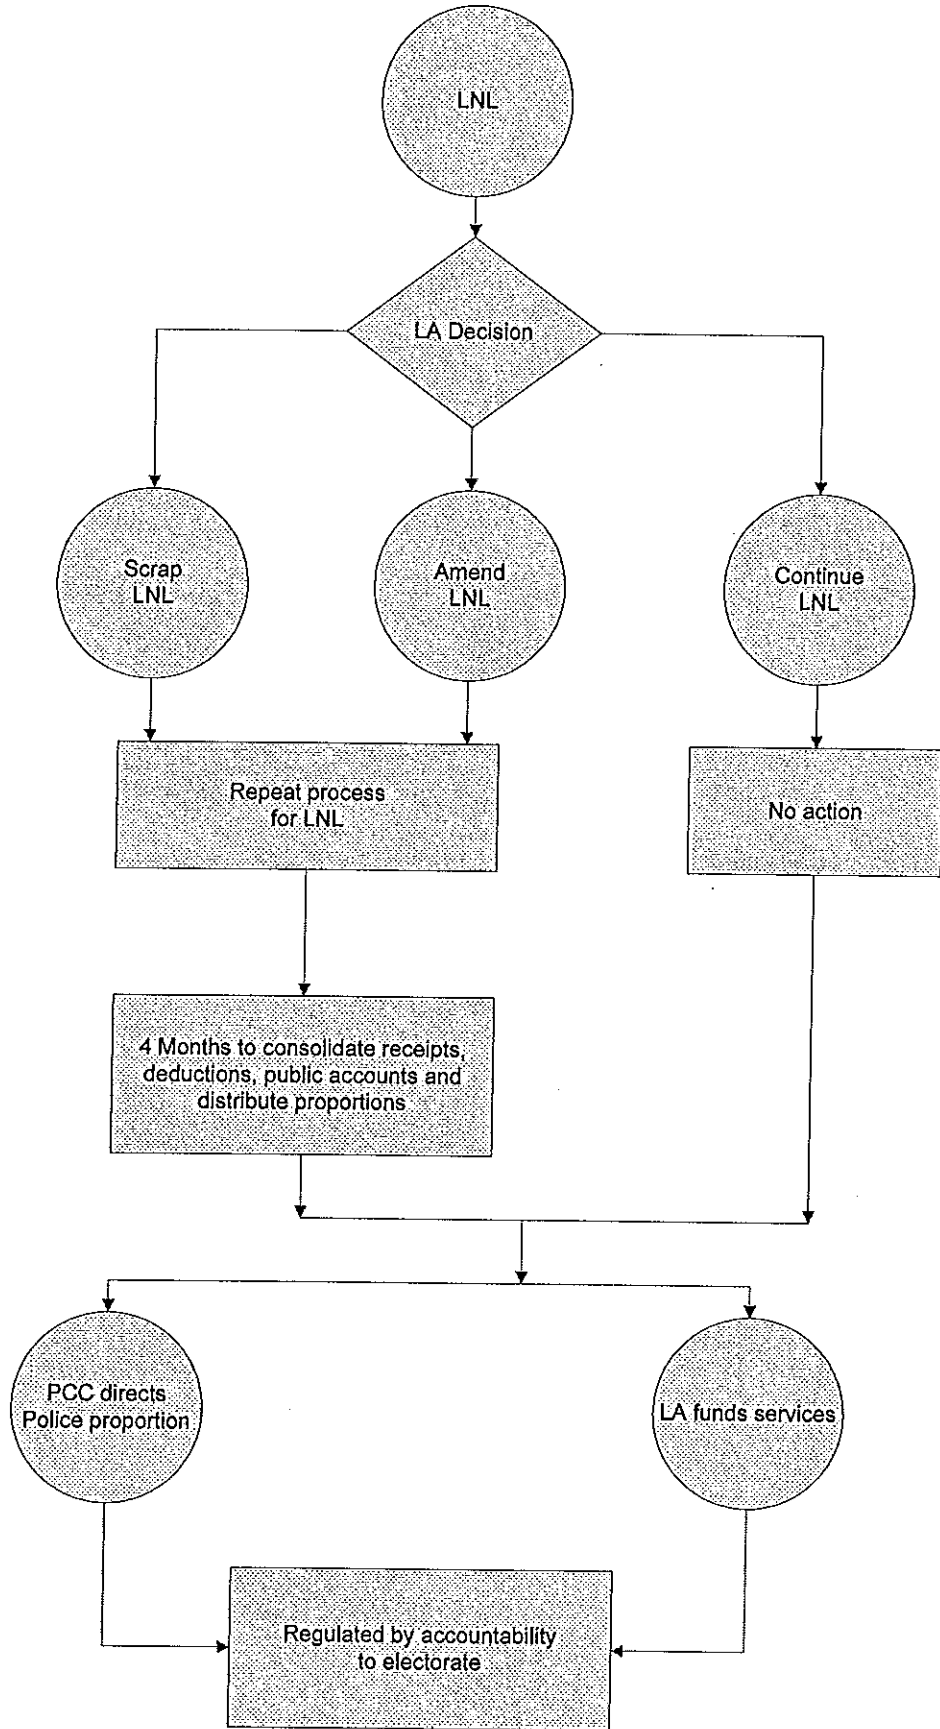 LNL
LA Decision
Scrap
LNL
Amend
LNL
Continue
LNL
Repeat process
for LNL
No action
4 Months to consolidate receipts,
deductions, public accounts and
distribute proportions
PCC directs
Police proportion
LA funds services
Regulated by accountability
to electorate